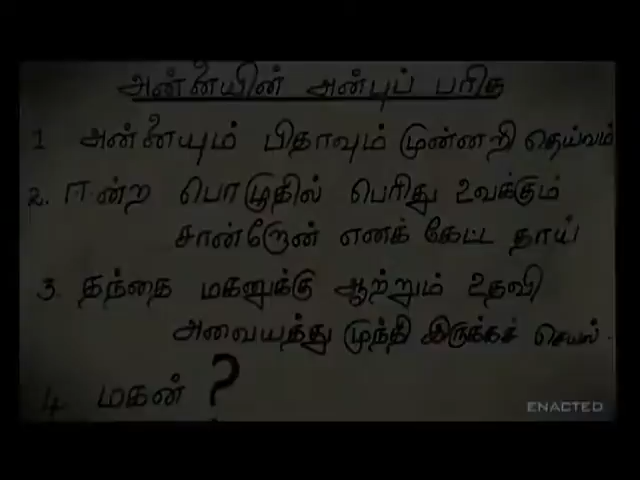 அன்னையின் அன்புப் பரிசு
1 அன்னையும் பிதாவும் முன்னறி தெய்வம்
2. ஈன்ற பொழுதில் பெரிது உவக்கும்
சான்றோன் எனக் கேட்ட தாய்
3. தந்தை மகனுக்கு ஆற்றும் உதவி
அவையத்து முந்தி இருக்கச் செயல்.
4 மகன் ?
ENACTED